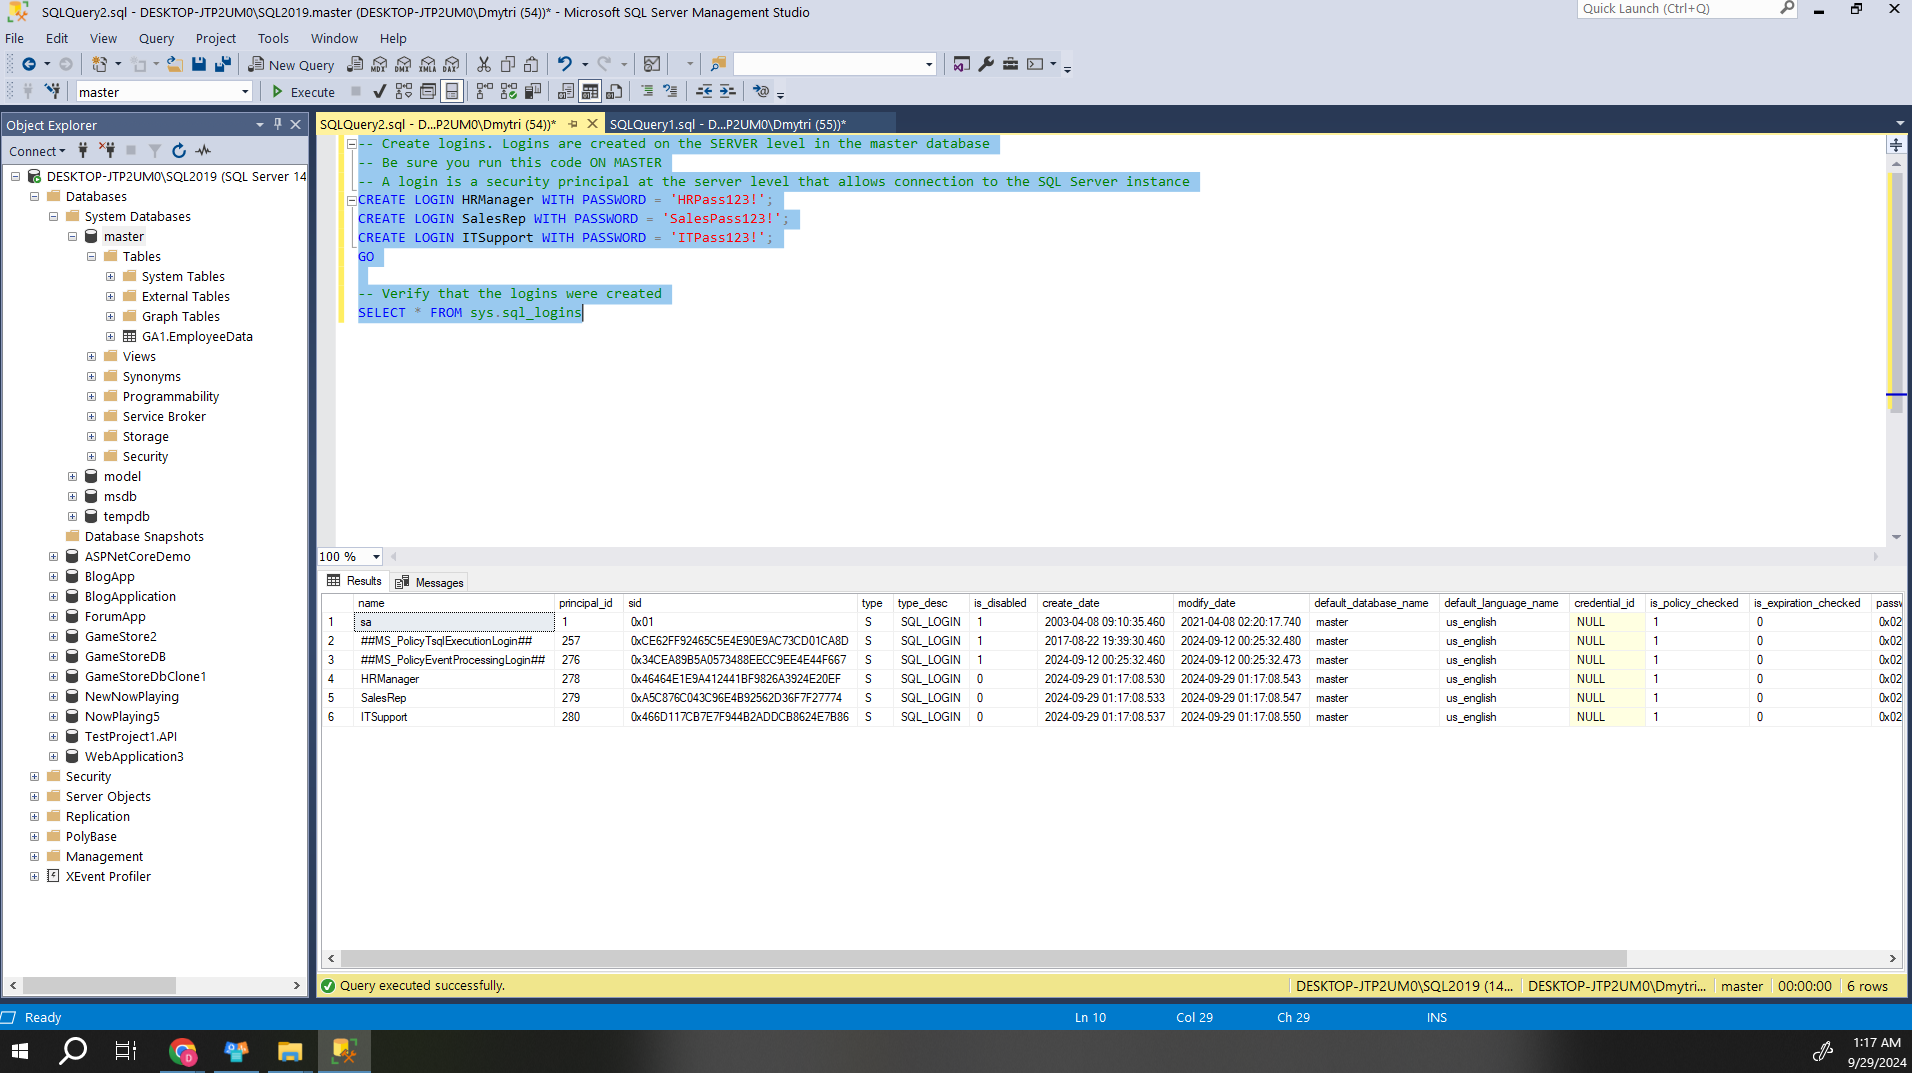 SQLQuery2.sql - DESKTOP-JTP2UM0\SQL2019.master (DESKTOP-JTP2UM0\Dmytri (54))* - Microsoft SQL Server Management Studio
Quick Launch (Ctrl+Q)
File Edit View Query Project Tools Window Help
New Query
MDX DMX XMLA DAX
master
Execute
Object Explorer
SQLQuery2.sql - D...P2UM0\Dmytri (54))*
SQLQuery1.sql - D...P2UM0\Dmytri (55))*
Connect
DESKTOP-JTP2UM0\SQL2019 (SQL Server 14
Databases
System Databases
master
Tables
System Tables
External Tables
Graph Tables
GA1.EmployeeData
Views
Synonyms
Programmability
Service Broker
Storage
Security
model
msdb
tempdb
Database Snapshots
ASPNetCoreDemo
BlogApp
BlogApplication
ForumApp
GameStore2
GameStoreDB
GameStoreDbClone1
NewNowPlaying
NowPlaying5
TestProject1.API
WebApplication3
Security
Server Objects
Replication
PolyBase
Management
XEvent Profiler
-- Create logins. Logins are created on the SERVER level in the master database
-- Be sure you run this code ON MASTER
-- A login is a security principal at the server level that allows connection to the SQL Server instance
CREATE LOGIN HRManager WITH PASSWORD = 'HRPass123!';
CREATE LOGIN SalesRep WITH PASSWORD = 'SalesPass123!';
CREATE LOGIN ITSupport WITH PASSWORD = 'ITPass123!';
GO
-- Verify that the logins were created
SELECT * FROM sys.sql_logins
100 %
Results Messages
name principal_id sid type type_desc is_disabled create_date modify_date default_database_name default_language_name credential_id is_policy_checked is_expiration_checked passw
1 sa 1 0x01 S SQL_LOGIN 1 2003-04-08 09:10:35.460 2021-04-08 02:20:17.740 master us_english NULL 1 0 0x02
2 ##MS_PolicyTsqlExecutionLogin## 257 0xCE62FF92465C5E4E90E9AC73CD01CA8D S SQL_LOGIN 1 2017-08-22 19:39:30.460 2024-09-12 00:25:32.480 master us_english NULL 1 0 0x02
3 ##MS_PolicyEventProcessingLogin## 276 0x34CEA89B5A0573488EECC9EE4E44F667 S SQL_LOGIN 1 2024-09-12 00:25:32.460 2024-09-12 00:25:32.473 master us_english NULL 1 0 0x02
4 HRManager 278 0x46464E1E9A412441BF9826A3924E20EF S SQL_LOGIN 0 2024-09-29 01:17:08.530 2024-09-29 01:17:08.543 master us_english NULL 1 0 0x02
5 SalesRep 279 0xA5C876C043C96E4B92562D36F7F27774 S SQL_LOGIN 0 2024-09-29 01:17:08.533 2024-09-29 01:17:08.547 master us_english NULL 1 0 0x02
6 ITSupport 280 0x466D117CB7E7F944B2ADDCB8624E7B86 S SQL_LOGIN 0 2024-09-29 01:17:08.537 2024-09-29 01:17:08.550 master us_english NULL 1 0 0x02
Query executed successfully.
DESKTOP-JTP2UM0\SQL2019 (14... DESKTOP-JTP2UM0\Dmytri... master 00:00:00 6 rows
Ready
Ln 10 Col 29 Ch 29 INS
D
1:17 AM
9/29/2024